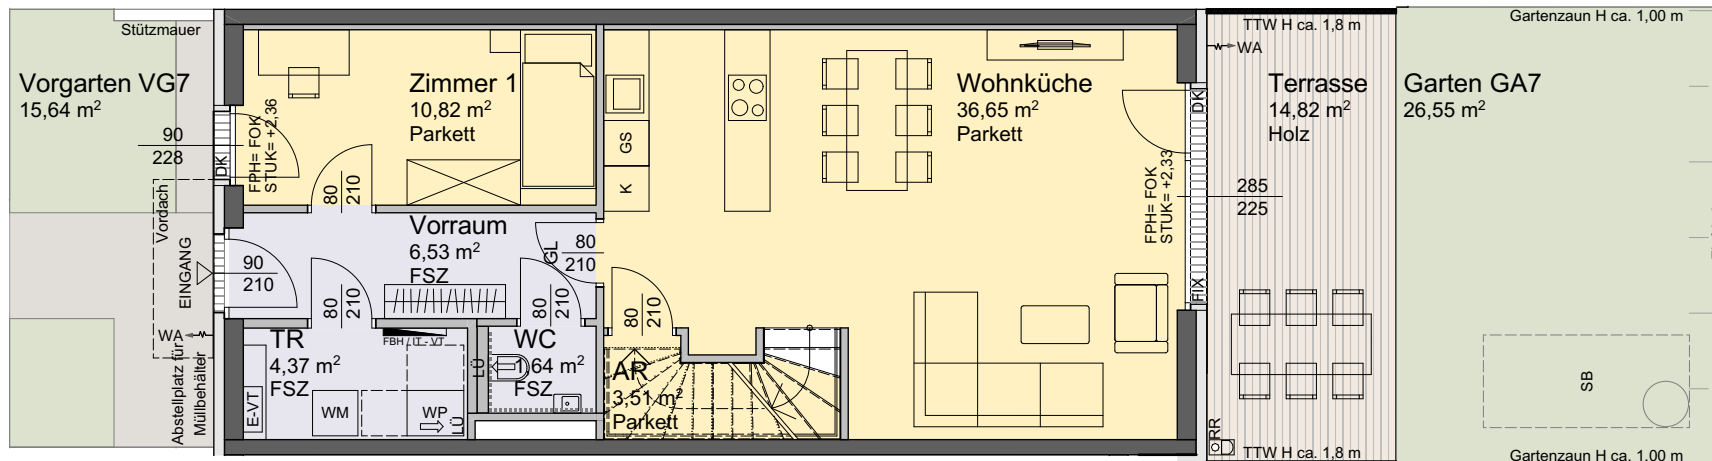 Stützmauer
Vorgarten VG7
15,64 m²
90
228
DK
FPH= FOK
STUK= +2,36
Zimmer 1
10,82 m²
Parkett
80
210
GS
K
Wohnküche
36,65 m²
Parkett
FPH= FOK
STUK= +2,33
DK
FIX
285
225
TTW H ca. 1,8 m
WA
Terrasse
14,82 m²
Holz
Gartenzaun H ca. 1,00 m
Garten GA7
26,55 m²
Vordach
EINGANG
90
210
Vorraum
6,53 m²
FSZ
GL
80
210
80
210
80
210
80
210
WA
Abstellplatz für
Müllbehälter
TR
4,37 m²
FSZ
FBH / IT - VT
E-VT
WM
WP
LÜ
LÜ
WC
1,64 m²
FSZ
AR
3,51 m²
Parkett
RR
TTW H ca. 1,8 m
SB
Gartenzaun H ca. 1,00 m